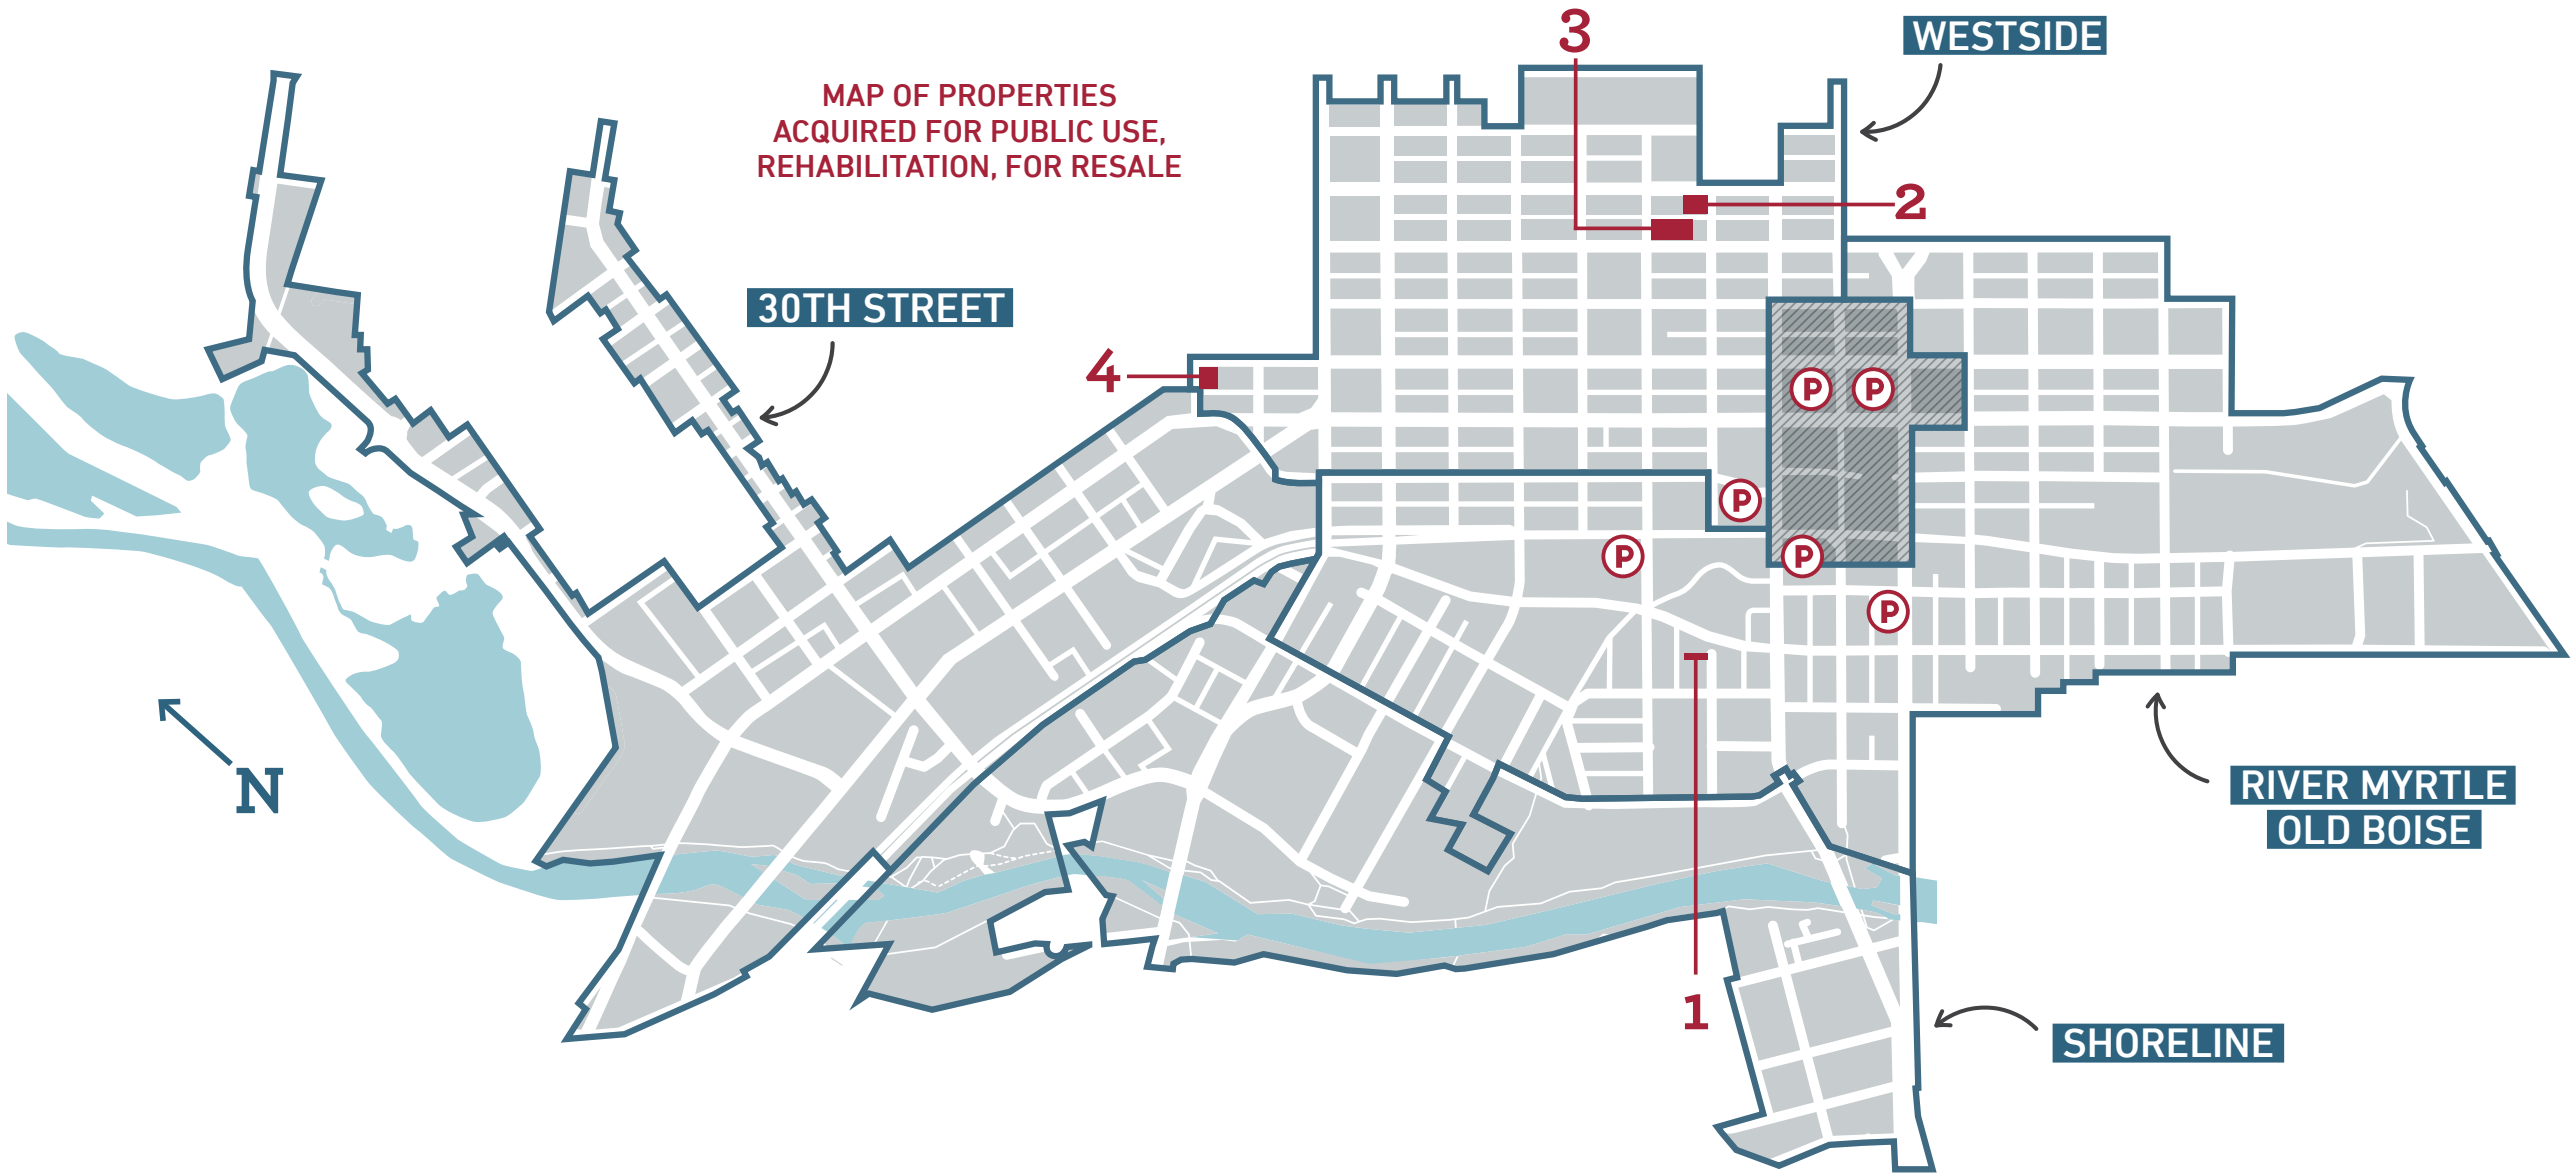 3
WESTSIDE
MAP OF PROPERTIES
ACQUIRED FOR PUBLIC USE,
REHABILITATION, FOR RESALE
2
30TH STREET
4
P
P
P
P
P
P
N
RIVER MYRTLE
OLD BOISE
1
SHORELINE